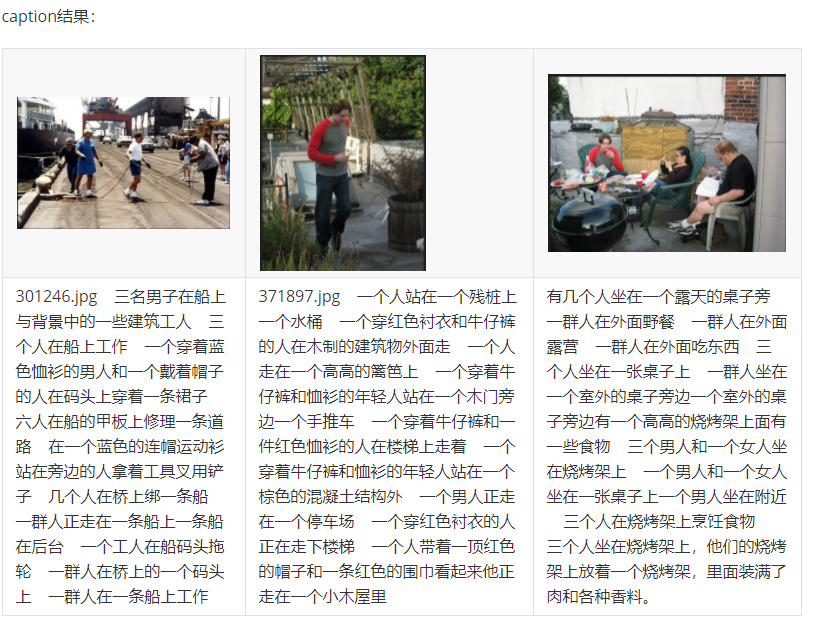 caption结果：
301246.jpg 三名男子在船上
与背景中的一些建筑工人 三
个人在船上工作 一个穿着蓝
色恤衫的男人和一个戴着帽子
的人在码头上穿着一条裙子
六人在船的甲板上修理一条道
路 在一个蓝色的连帽运动衫
站在旁边的人拿着工具叉用铲
子 几个人在桥上绑一条船
一群人正走在一条船上一条船
在后台 一个工人在船码头拖
轮 一群人在桥上的一个码头
上 一群人在一条船上工作
371897.jpg 一个人站在一个残桩上
一个水桶 一个穿红色衬衣和牛仔裤
的人在木制的建筑物外面走 一个人
走在一个高高的篱笆上 一个穿着牛
仔裤和恤衫的年轻人站在一个木门旁
边一个手推车 一个穿着牛仔裤和一
件红色恤衫的人在楼梯上走着 一个
穿着牛仔裤和恤衫的年轻人站在一个
棕色的混凝土结构外 一个男人正走
在一个停车场 一个穿红色衬衣的人
正在走下楼梯 一个人带着一顶红色
的帽子和一条红色的围巾看起来他正
走在一个小木屋里
有几个人坐在一个露天的桌子旁
一群人在外面野餐 一群人在外面
露营 一群人在外面吃东西 三
个人坐在一张桌子上 一群人坐在
一个室外的桌子旁边一个室外的桌
子旁边有一个高高的烧烤架上面有
一些食物 三个男人和一个女人坐
在烧烤架上 一个男人和一个女人
坐在一张桌子上一个男人坐在附近
三个人在烧烤架上烹饪食物
三个人坐在烧烤架上，他们的烧烤
架上放着一个烧烤架，里面装满了
肉和各种香料。